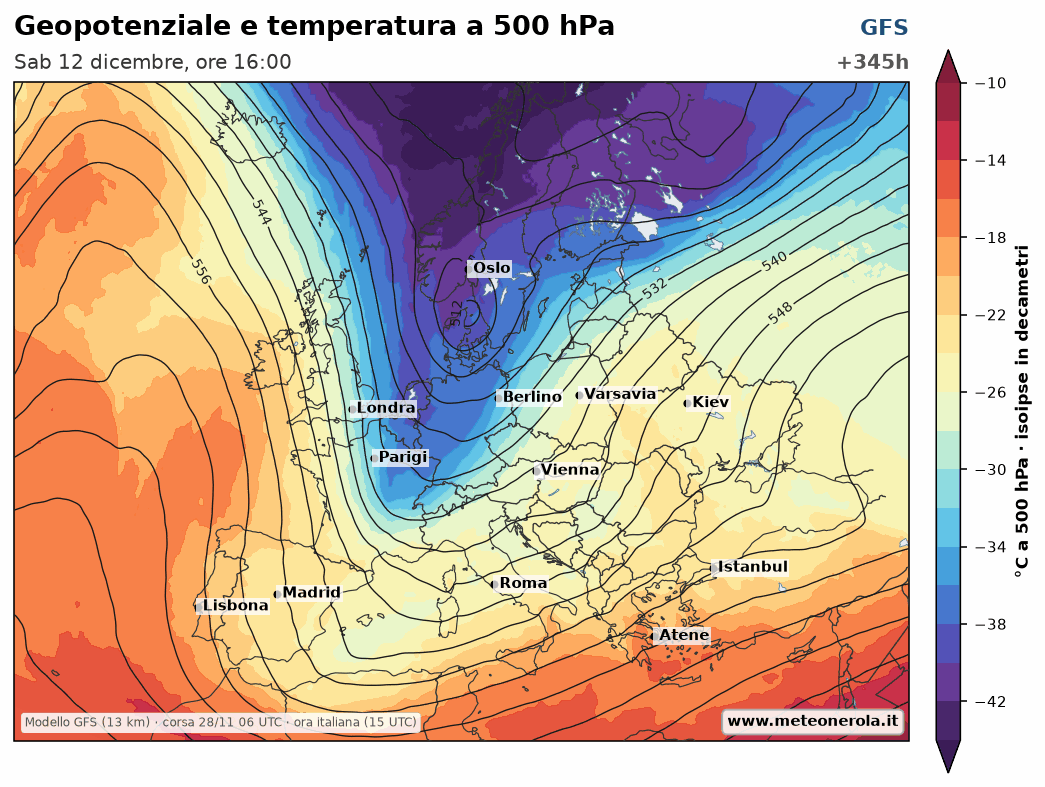 Geopotenziale e temperatura a 500 hPa
GFS
Sab 12 dicembre, ore 16:00
+345h
−10
−14
−18
−22
−26
−30
−34
−38
−42
°C a 500 hPa · isoipse in decametri
544
556
540
532
548
512
Oslo
Londra
Berlino
Varsavia
Kiev
Parigi
Vienna
Istanbul
Roma
Madrid
Lisbona
Atene
Modello GFS (13 km) · corsa 28/11 06 UTC · ora italiana (15 UTC)
www.meteonerola.it